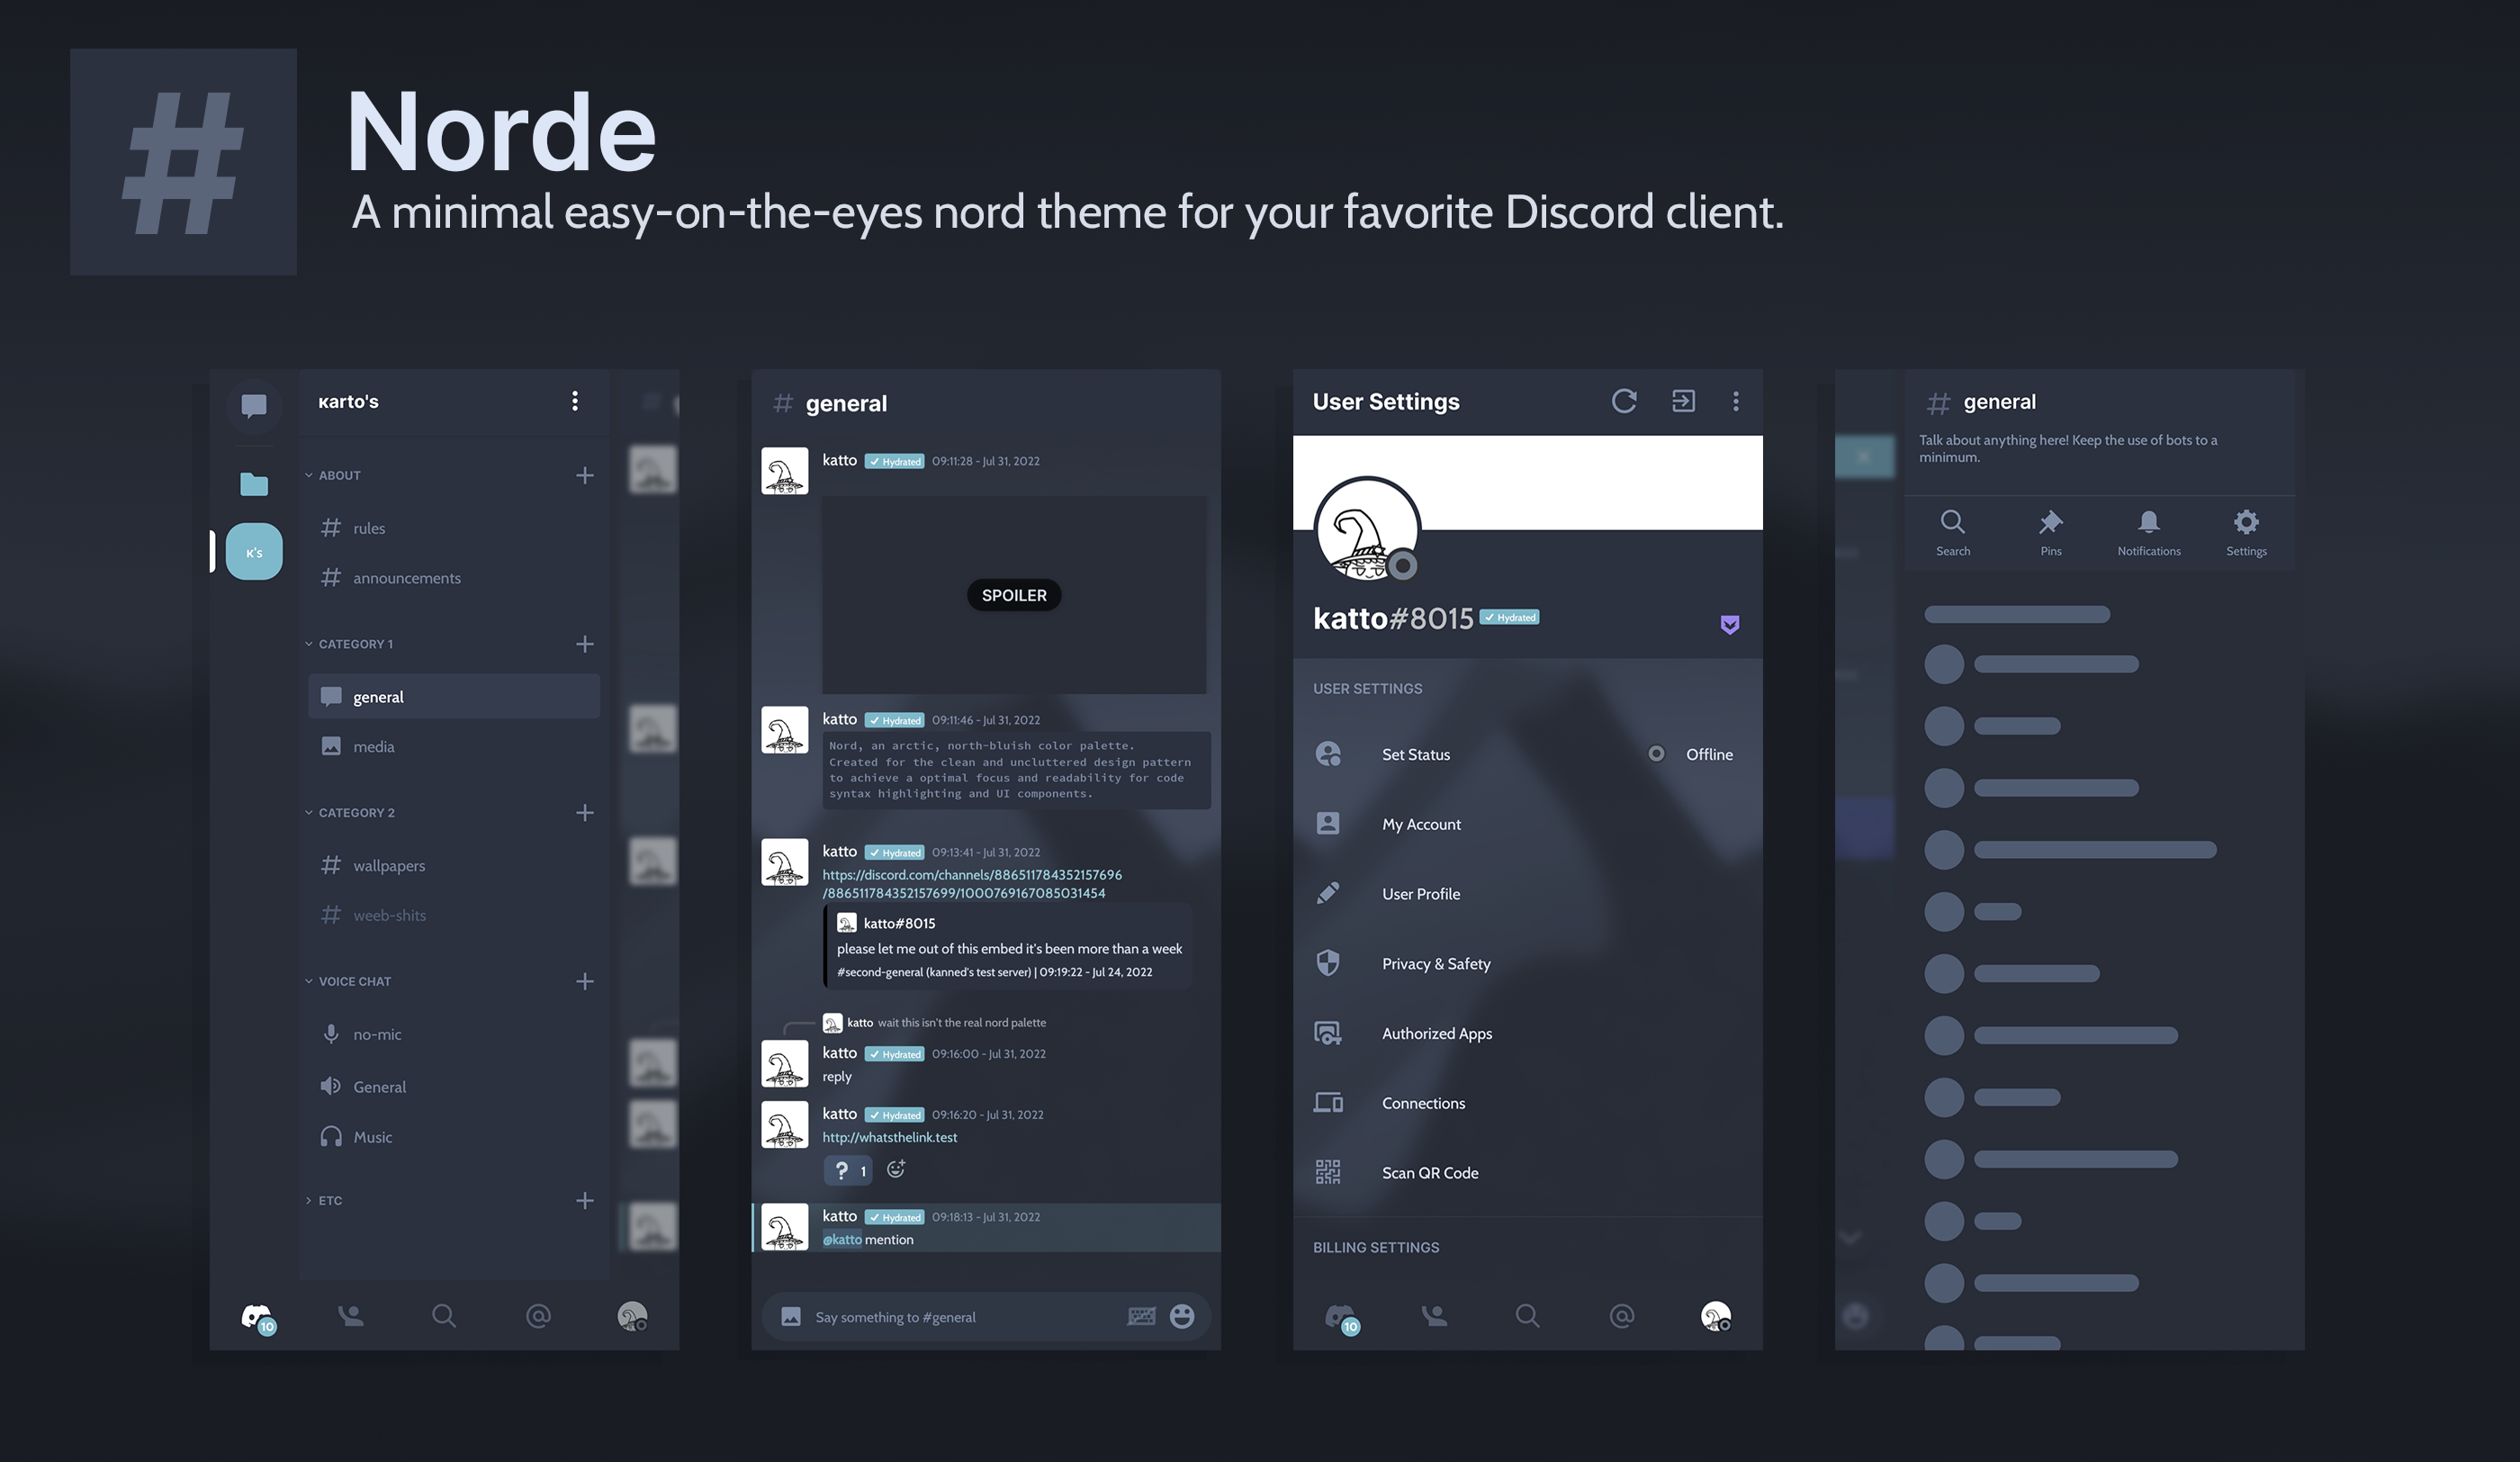 #
Norde
A minimal easy-on-the-eyes nord theme for your favorite Discord client.
ĸarto's
ABOUT
rules
announcements
ĸ's
CATEGORY 1
general
media
CATEGORY 2
wallpapers
weeb-shits
VOICE CHAT
no-mic
General
Music
ETC
10
# general
katto ✓ Hydrated 09:11:28 - Jul 31, 2022
SPOILER
katto ✓ Hydrated 09:11:46 - Jul 31, 2022
Nord, an arctic, north-bluish color palette.
Created for the clean and uncluttered design pattern
to achieve a optimal focus and readability for code
syntax highlighting and UI components.
katto ✓ Hydrated 09:13:41 - Jul 31, 2022
https://discord.com/channels/886511784352157696
/886511784352157699/1000769167085031454
katto#8015
please let me out of this embed it's been more than a week
#second-general (kanned's test server) | 09:19:22 - Jul 24, 2022
katto wait this isn't the real nord palette
katto ✓ Hydrated 09:16:00 - Jul 31, 2022
reply
katto ✓ Hydrated 09:16:20 - Jul 31, 2022
http://whatsthelink.test
? 1
katto ✓ Hydrated 09:18:13 - Jul 31, 2022
@katto mention
Say something to #general
User Settings
katto#8015 ✓ Hydrated
USER SETTINGS
Set Status Offline
My Account
User Profile
Privacy & Safety
Authorized Apps
Connections
Scan QR Code
BILLING SETTINGS
10
# general
Talk about anything here! Keep the use of bots to a
minimum.
Search Pins Notifications Settings